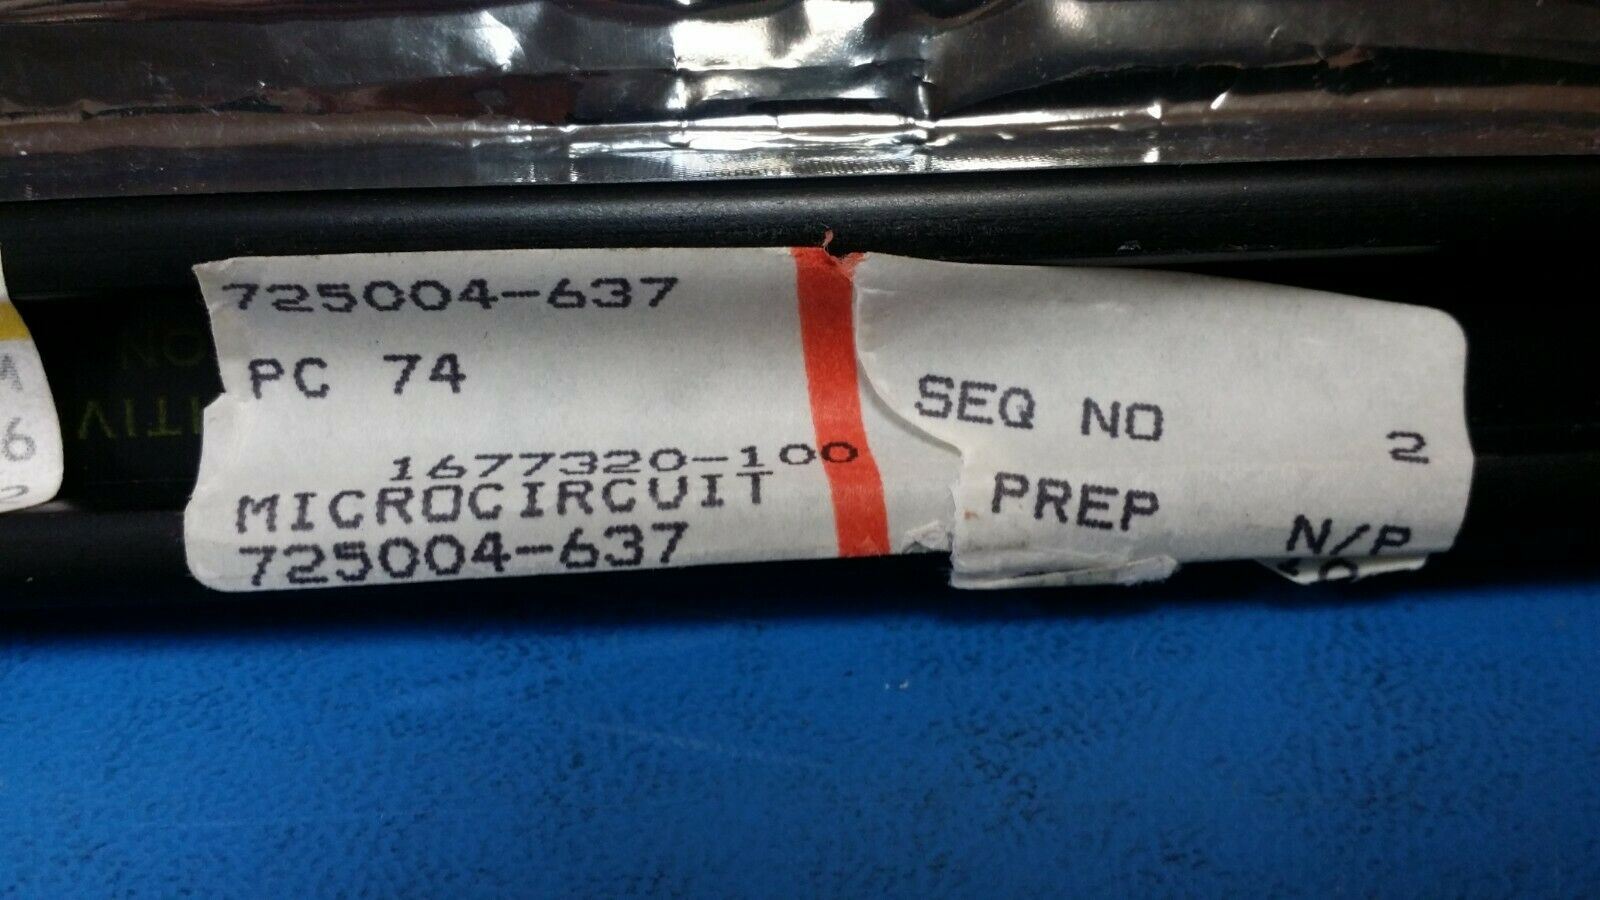 725004-637
PC 74
1677320-100
MICROCIRCUIT
725004-637
SEQ NO 2
PREP N/P